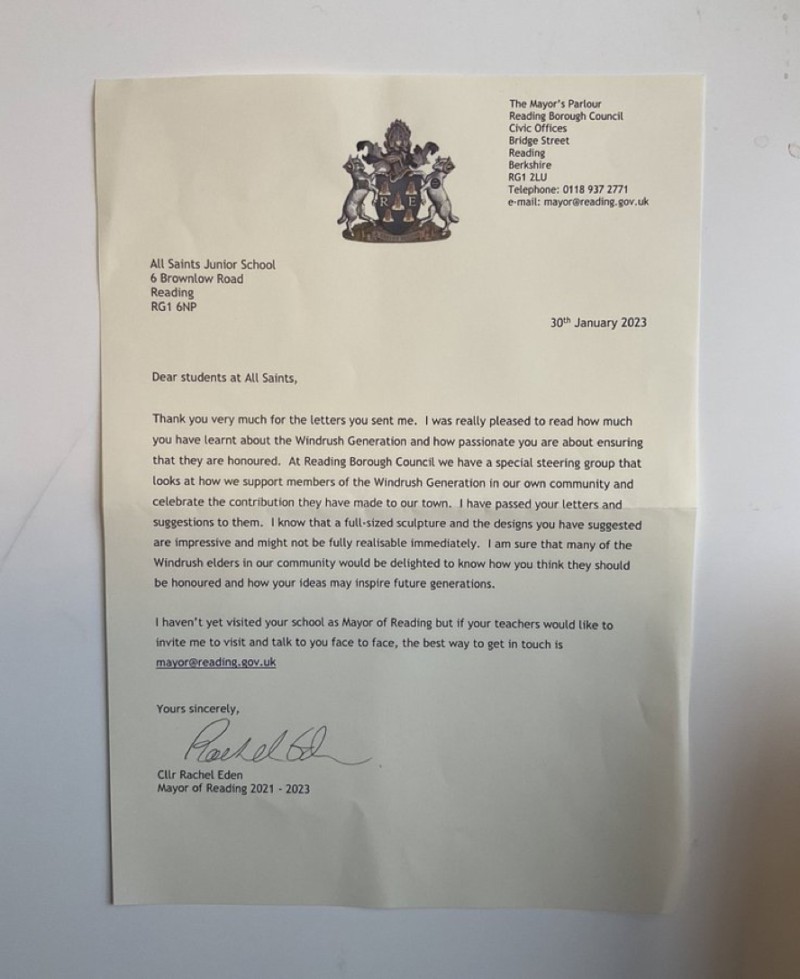 The Mayor's Parlour
Reading Borough Council
Civic Offices
Bridge Street
Reading
Berkshire
RG1 2LU
Telephone: 0118 937 2771
e-mail: mayor@reading.gov.uk
R E
All Saints Junior School
6 Brownlow Road
Reading
RG1 6NP
30th January 2023
Dear students at All Saints,
Thank you very much for the letters you sent me. I was really pleased to read how much
you have learnt about the Windrush Generation and how passionate you are about ensuring
that they are honoured. At Reading Borough Council we have a special steering group that
looks at how we support members of the Windrush Generation in our own community and
celebrate the contribution they have made to our town. I have passed your letters and
suggestions to them. I know that a full-sized sculpture and the designs you have suggested
are impressive and might not be fully realisable immediately. I am sure that many of the
Windrush elders in our community would be delighted to know how you think they should
be honoured and how your ideas may inspire future generations.
I haven't yet visited your school as Mayor of Reading but if your teachers would like to
invite me to visit and talk to you face to face, the best way to get in touch is
mayor@reading.gov.uk
Yours sincerely,
Rachel Eden
Cllr Rachel Eden
Mayor of Reading 2021 - 2023